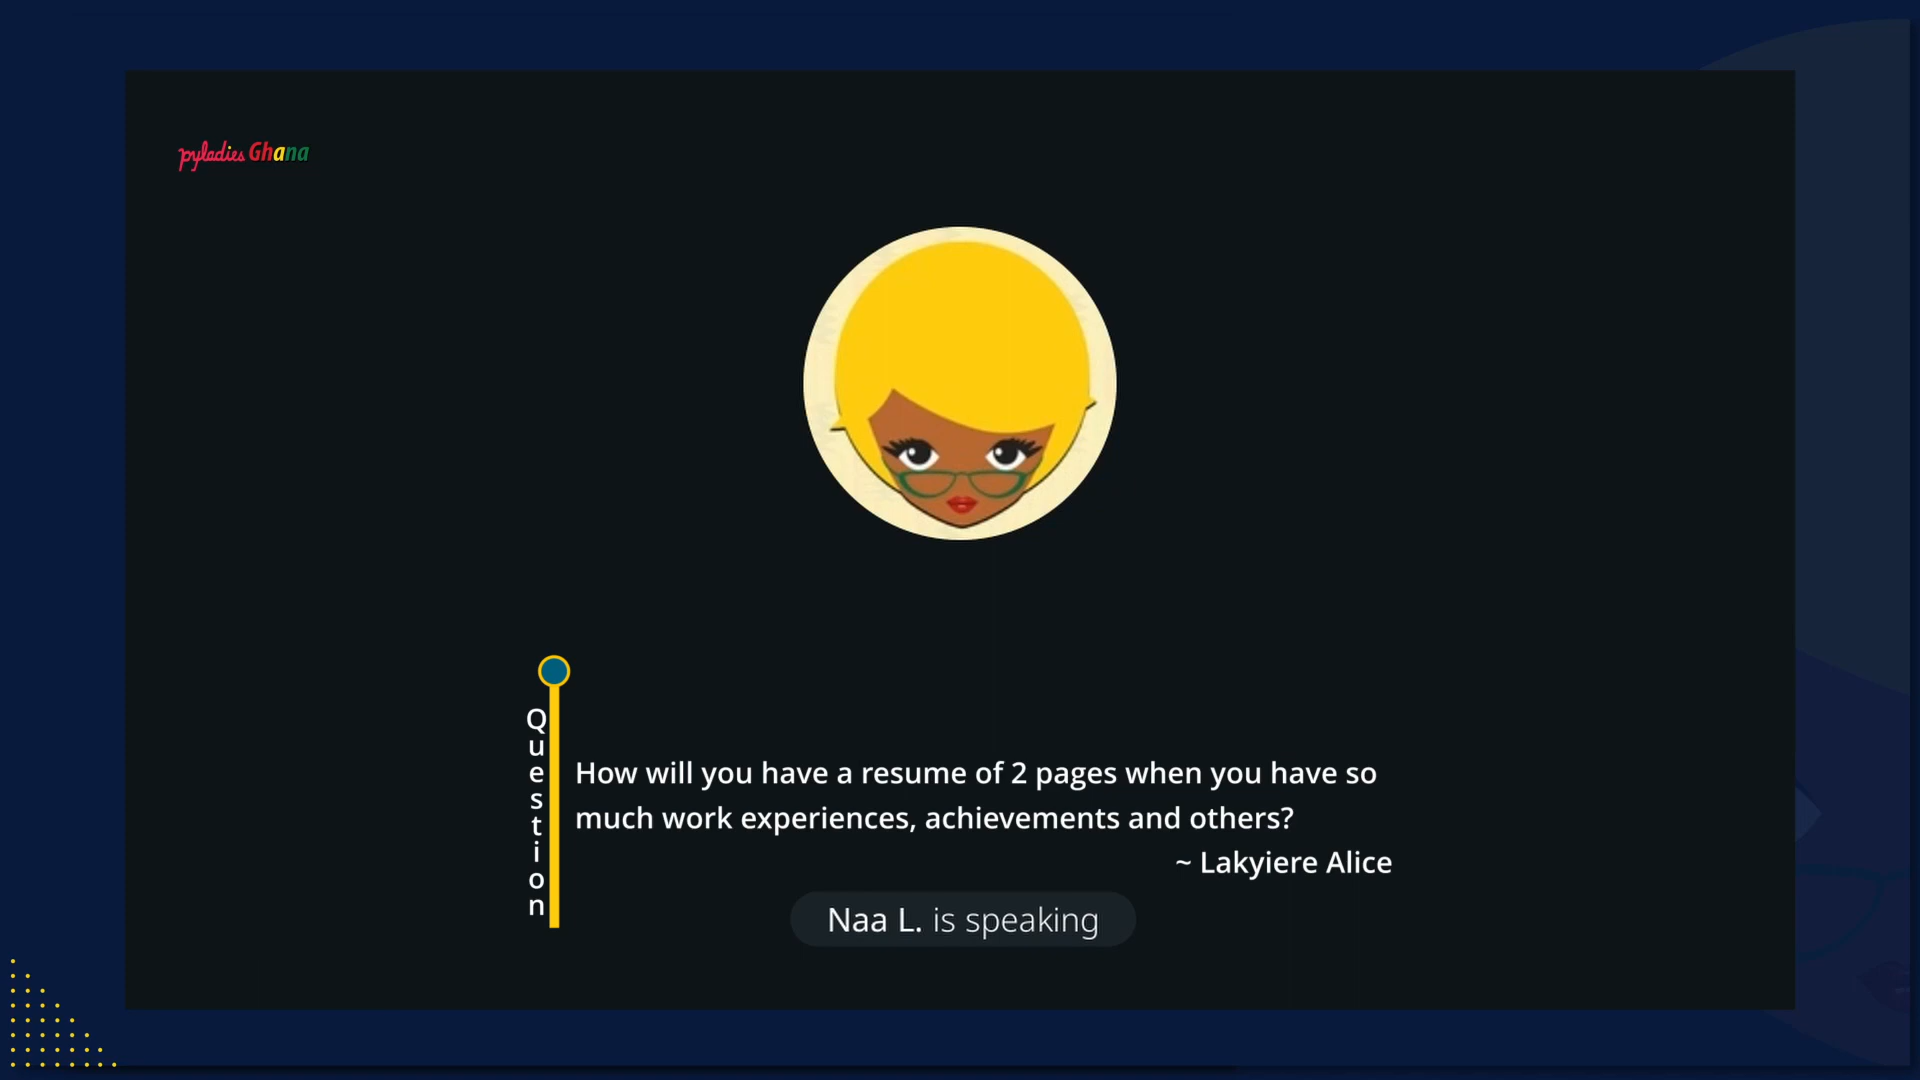 pyladies Ghana
Question
How will you have a resume of 2 pages when you have so
much work experiences, achievements and others?
~ Lakyiere Alice
Naa L. is speaking